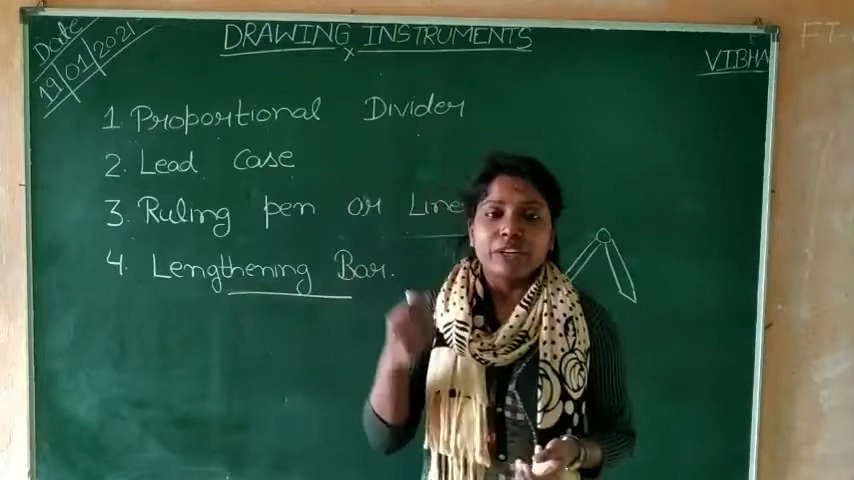 Date
19/01/2021
DRAWING x INSTRUMENTS
VIBHA
FT-
1. Proportional Divider
2. Lead Case
3. Ruling pen or Line
4. Lengthening Bar.